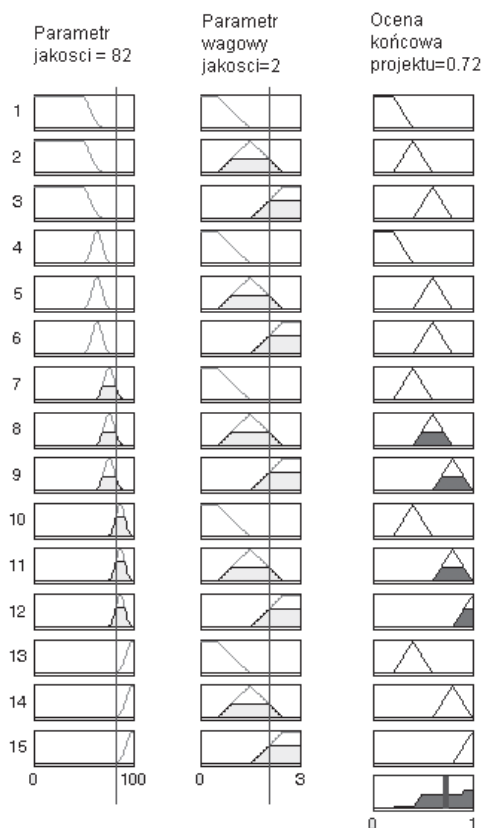 Parametr
jakosci = 82
Parametr
wagowy
jakosci=2
Ocena
końcowa
projektu=0.72
1
2
3
4
5
6
7
8
9
10
11
12
13
14
15
0 100
0 3
0 1